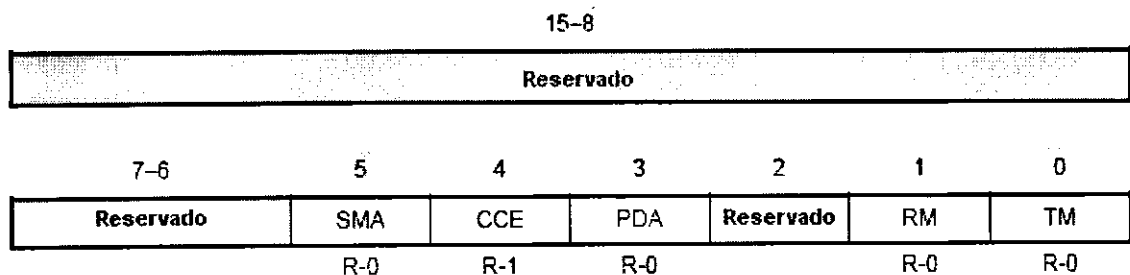 15–8
Reservado
7–6 5 4 3 2 1 0
Reservado SMA CCE PDA Reservado RM TM
R-0 R-1 R-0 R-0 R-0